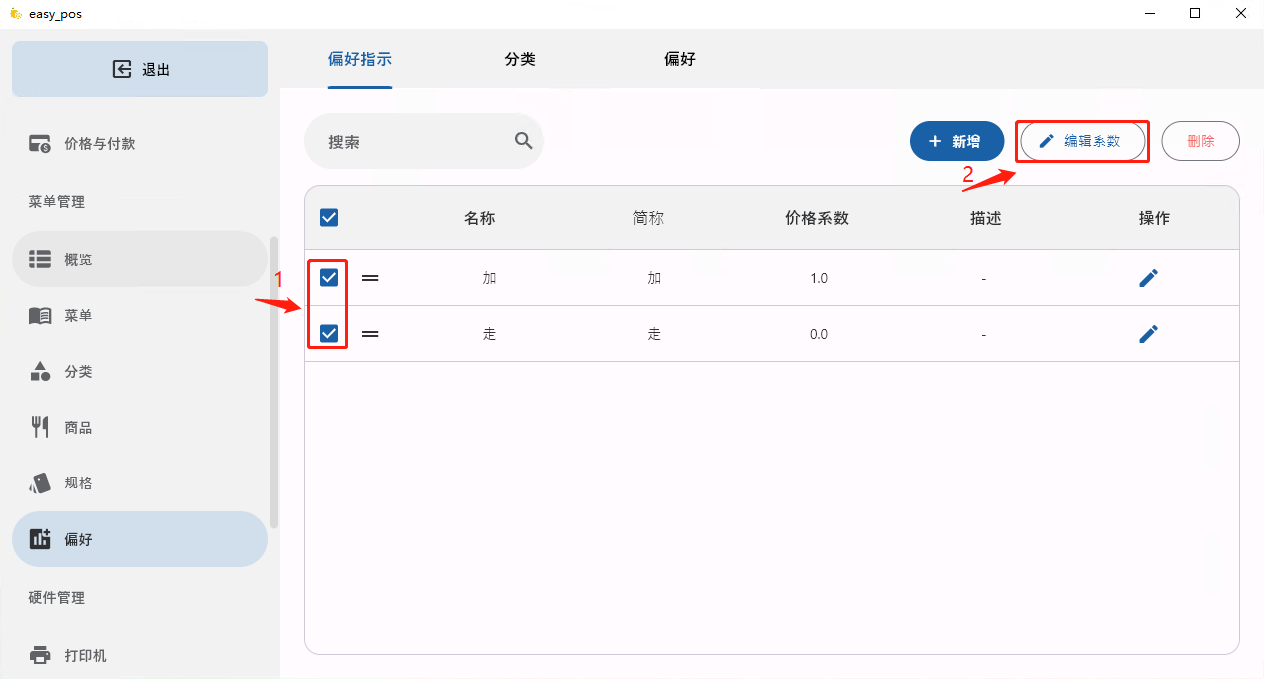 easy_pos
退出
价格与付款
菜单管理
概览
菜单
分类
商品
规格
偏好
硬件管理
打印机
偏好指示 分类 偏好
搜索 新增 编辑系数 删除
2
名称 简称 价格系数 描述 操作
1
加 加 1.0 -
走 走 0.0 -